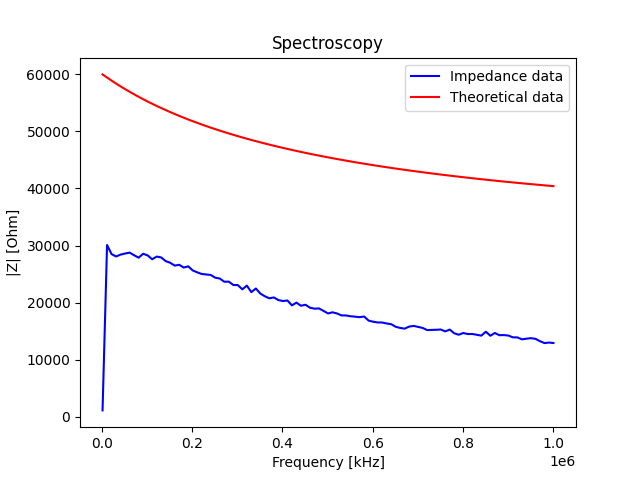 Spectroscopy
Impedance data
Theoretical data
60000
50000
40000
30000
20000
10000
0
|Z| [Ohm]
0.0 0.2 0.4 0.6 0.8 1.0
1e6
Frequency [kHz]